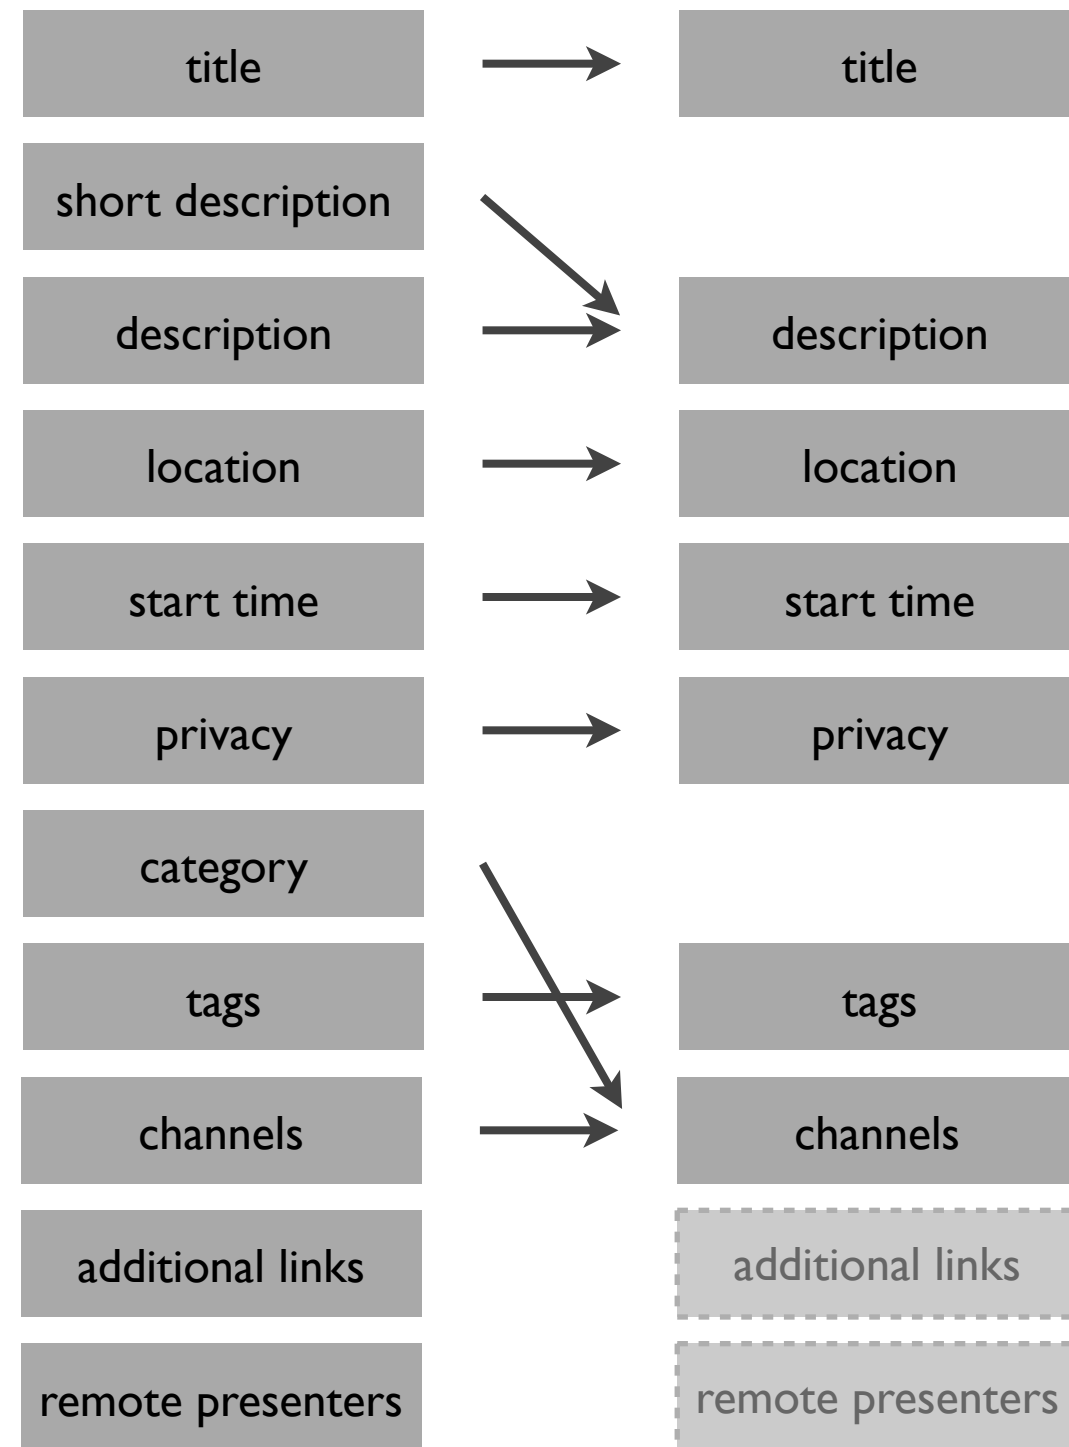 title
title
short description
description
description
location
location
start time
start time
privacy
privacy
category
tags
tags
channels
channels
additional links
additional links
remote presenters
remote presenters